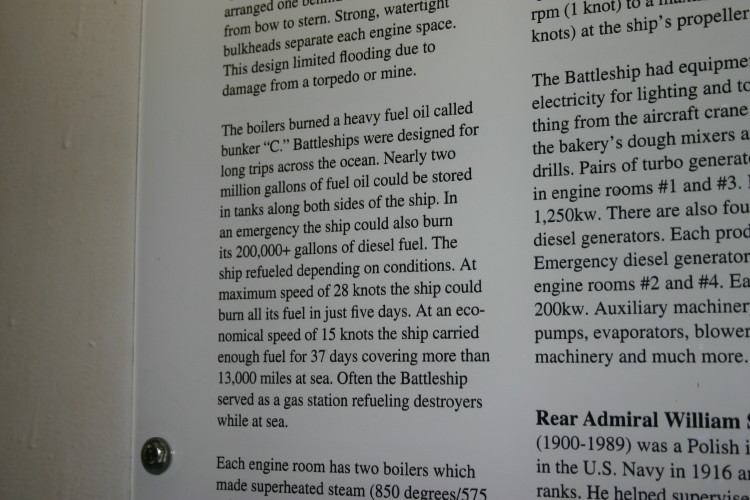 arranged one
from bow to stern. Strong, watertight
bulkheads separate each engine space.
This design limited flooding due to
damage from a torpedo or mine.
The boilers burned a heavy fuel oil called
bunker “C.” Battleships were designed for
long trips across the ocean. Nearly two
million gallons of fuel oil could be stored
in tanks along both sides of the ship. In
an emergency the ship could also burn
its 200,000+ gallons of diesel fuel. The
ship refueled depending on conditions. At
maximum speed of 28 knots the ship could
burn all its fuel in just five days. At an eco-
nomical speed of 15 knots the ship carried
enough fuel for 37 days covering more than
13,000 miles at sea. Often the Battleship
served as a gas station refueling destroyers
while at sea.
Each engine room has two boilers which
made superheated steam (850 degrees/575
rpm (1 knot) to a
knots) at the ship's propeller
The Battleship had equipme
electricity for lighting and to
thing from the aircraft crane
the bakery's dough mixers a
drills. Pairs of turbo generat
in engine rooms #1 and #3.
1,250kw. There are also fou
diesel generators. Each prod
Emergency diesel generator
engine rooms #2 and #4. Ea
200kw. Auxiliary machiner
pumps, evaporators, blower
machinery and much more.
Rear Admiral William
(1900-1989) was a Polish i
in the U.S. Navy in 1916 a
ranks. He helped supervise